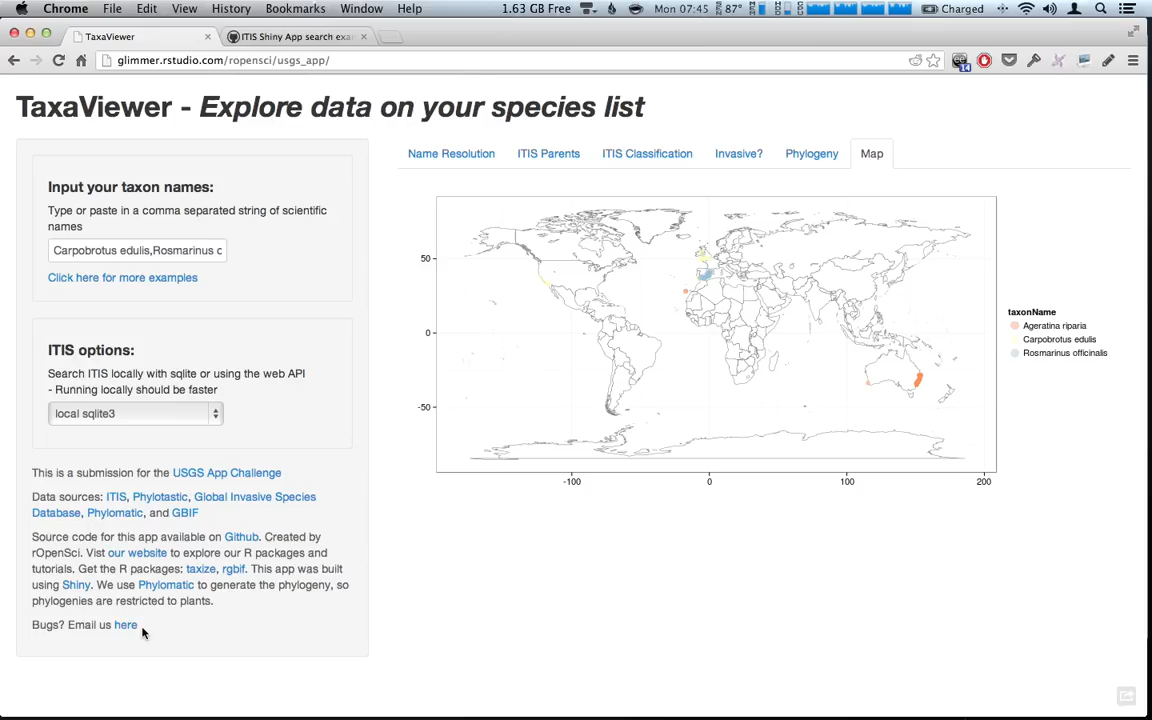 Chrome File Edit View History Bookmarks Window Help 1.63 GB Free Mon 07:45 87° Charged
TaxaViewer ITIS Shiny App search exa
glimmer.rstudio.com/ropensci/usgs_app/
TaxaViewer - Explore data on your species list
Input your taxon names:
Type or paste in a comma separated string of scientific
names
Carpobrotus edulis,Rosmarinus c
Click here for more examples
ITIS options:
Search ITIS locally with sqlite or using the web API
- Running locally should be faster
local sqlite3
This is a submission for the USGS App Challenge
Data sources: ITIS, Phylotastic, Global Invasive Species
Database, Phylomatic, and GBIF
Source code for this app available on Github. Created by
rOpenSci. Vist our website to explore our R packages and
tutorials. Get the R packages: taxize, rgbif. This app was built
using Shiny. We use Phylomatic to generate the phylogeny, so
phylogenies are restricted to plants.
Bugs? Email us here
Name Resolution ITIS Parents ITIS Classification Invasive? Phylogeny Map
50
0
-50
-100 0 100 200
taxonName
Ageratina riparia
Carpobrotus edulis
Rosmarinus officinalis